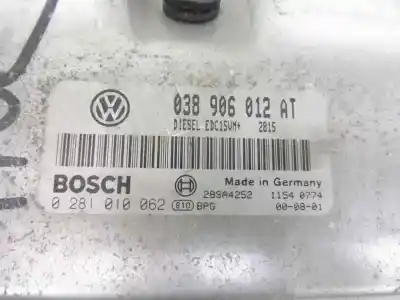 038 906 012 AT
DIESEL EDC15VM+ 2815
BOSCH
Made in Germany
0 281 010 062 810 BPG
28SA4252 1154 0774
00-08-01